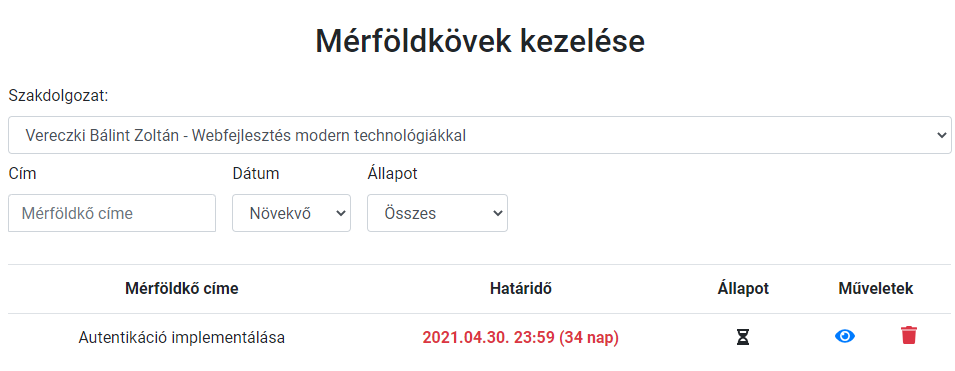 Mérföldkövek kezelése
Szakdolgozat:
Vereczki Bálint Zoltán - Webfejlesztés modern technológiákkal
Cím Dátum Állapot
Mérföldkő címe Növekvő Összes
Mérföldkő címe Határidő Állapot Műveletek
Autentikáció implementálása 2021.04.30. 23:59 (34 nap)